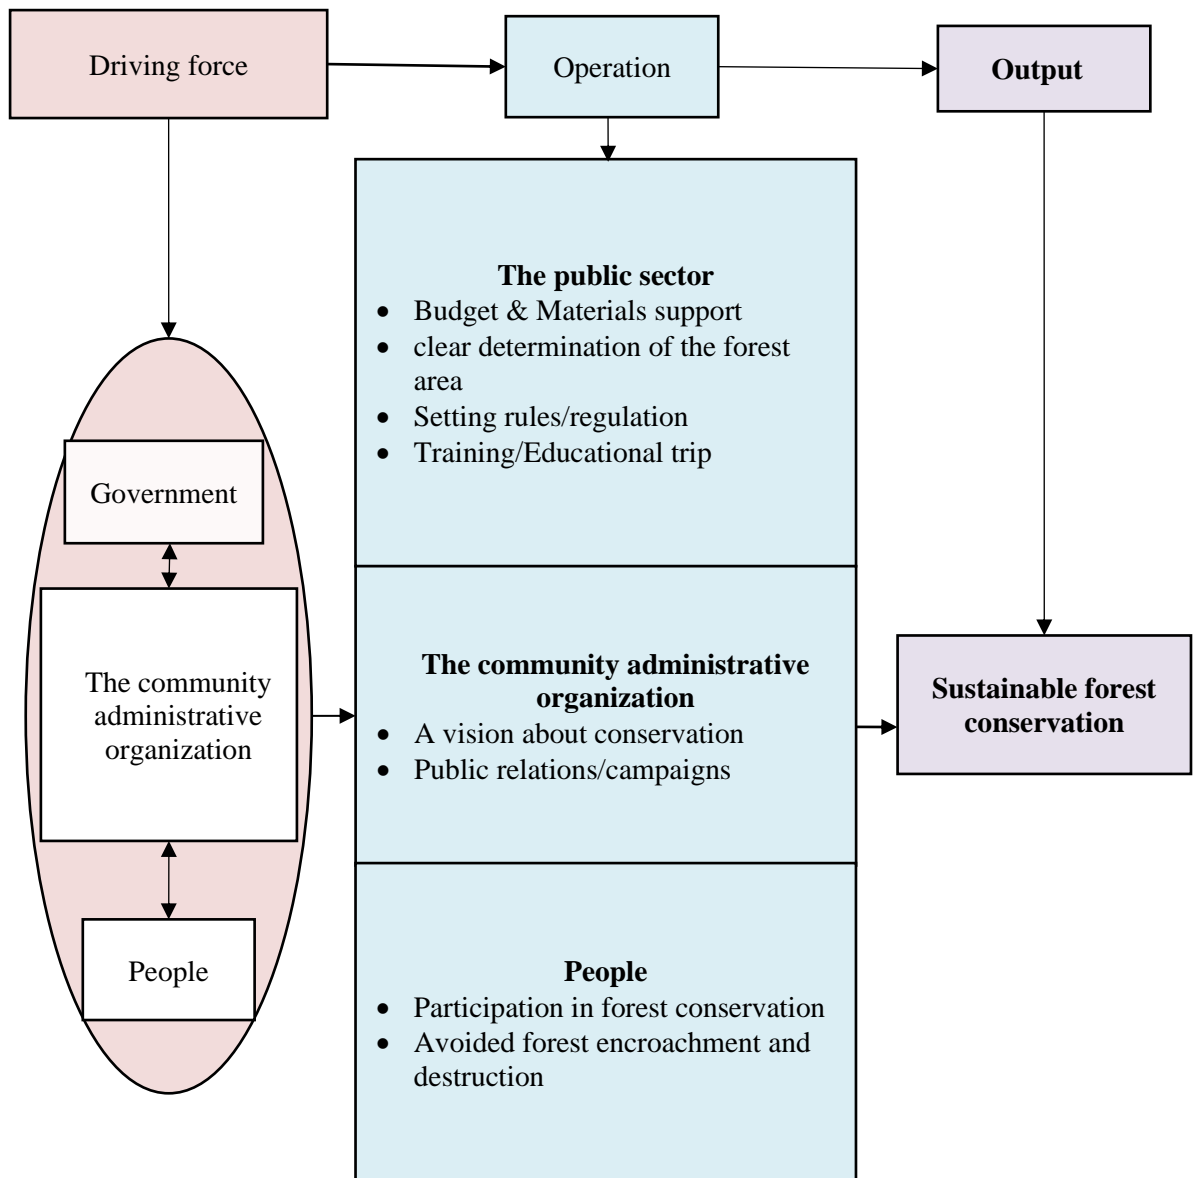 Driving force
Operation
Output
Government
The community
administrative
organization
People
The public sector
• Budget & Materials support
• clear determination of the forest
area
• Setting rules/regulation
• Training/Educational trip
The community administrative
organization
• A vision about conservation
• Public relations/campaigns
People
• Participation in forest conservation
• Avoided forest encroachment and
destruction
Sustainable forest
conservation